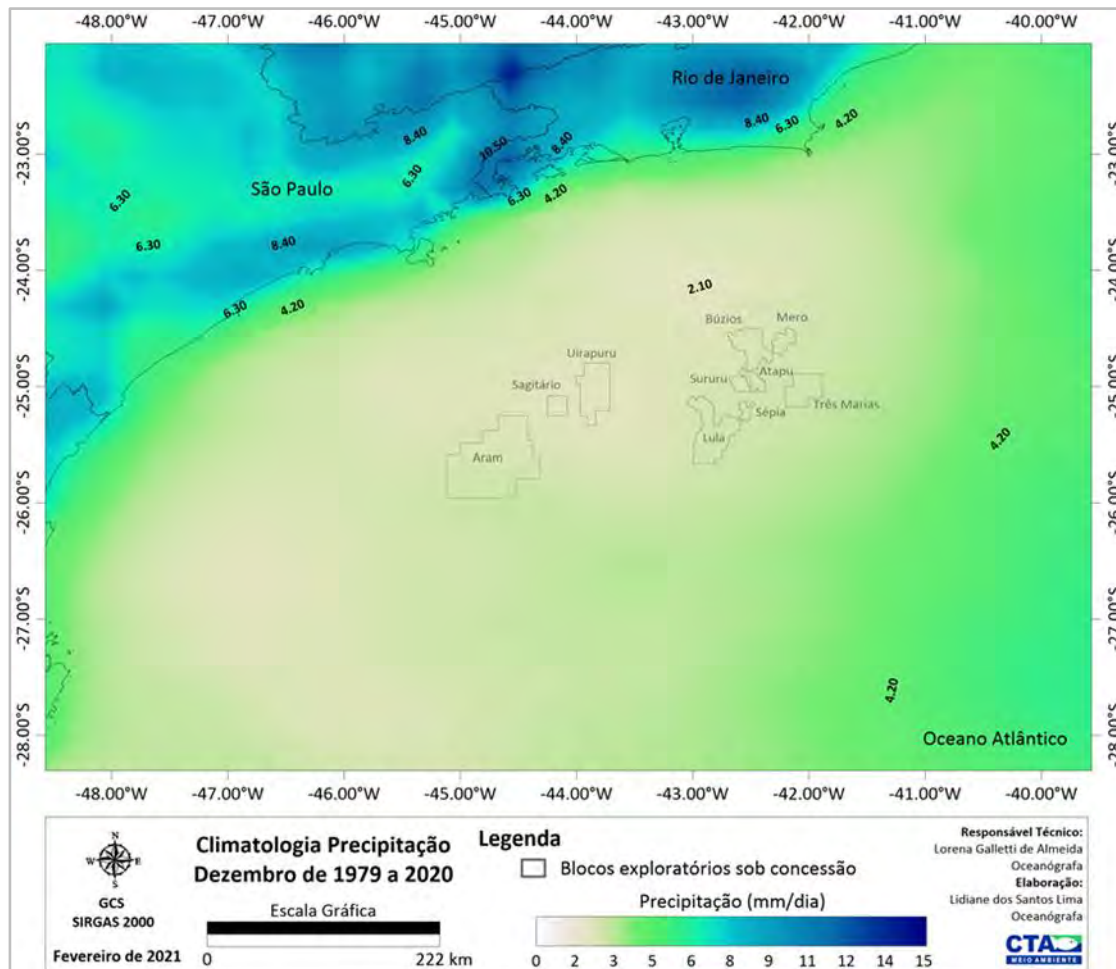 -48.00°W -47.00°W -46.00°W -45.00°W -44.00°W -43.00°W -42.00°W -41.00°W -40.00°W
Rio de Janeiro
8.40
6.30
4.20
8.40
10.50
8.40
-23.00°S
-23.00°S
6.30
São Paulo
6.30
6.30
4.20
6.30
8.40
-24.00°S
-24.00°S
2.10
6.30
4.20
Búzios
Mero
Uirapuru
Atapu
-25.00°S
-25.00°S
Sagitário
Sururu
Três Marias
Sépia
Lula
4.20
Aram
-26.00°S
-26.00°S
-27.00°S
-27.00°S
4.20
-28.00°S
-28.00°S
Oceano Atlântico
-48.00°W -47.00°W -46.00°W -45.00°W -44.00°W -43.00°W -42.00°W -41.00°W -40.00°W
N
W E
S
GCS
SIRGAS 2000
Fevereiro de 2021
Climatologia Precipitação
Dezembro de 1979 a 2020
Escala Gráfica
0 222 km
Legenda
Blocos exploratórios sob concessão
Precipitação (mm/dia)
0 2 3 5 6 8 9 11 12 14 15
Responsável Técnico:
Lorena Galletti de Almeida
Oceanógrafa
Elaboração:
Lidiane dos Santos Lima
Oceanógrafa
CTA
MEIO AMBIENTE